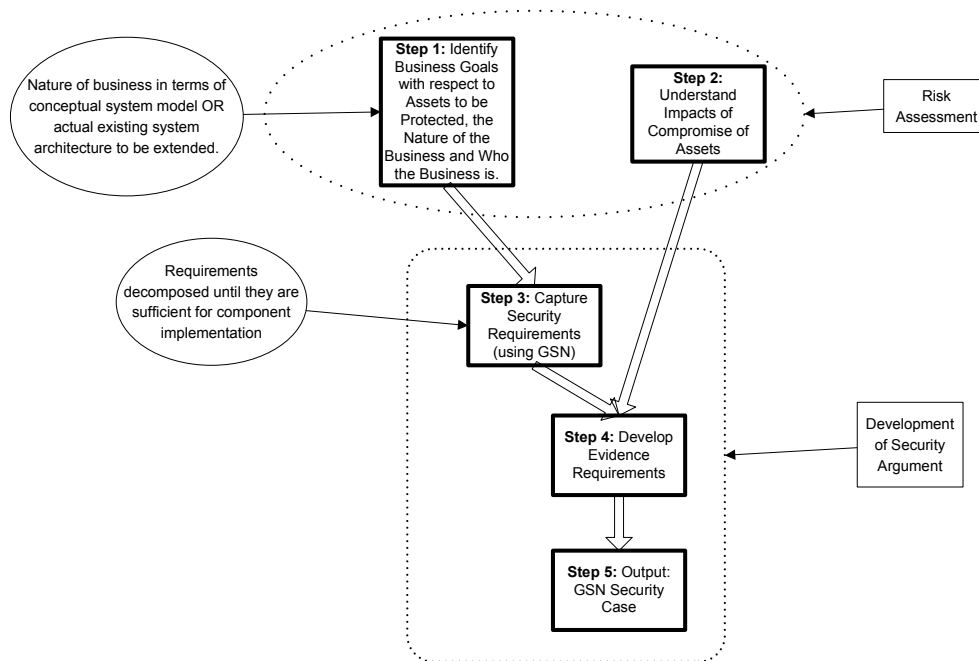 Nature of business in terms of
conceptual system model OR
actual existing system
architecture to be extended.
Step 1: Identify
Business Goals
with respect to
Assets to be
Protected, the
Nature of the
Business and Who
the Business is.
Step 2:
Understand
Impacts of
Compromise of
Assets
Risk
Assessment
Requirements
decomposed until they are
sufficient for component
implementation
Step 3: Capture
Security
Requirements
(using GSN)
Step 4: Develop
Evidence
Requirements
Development
of Security
Argument
Step 5: Output:
GSN Security
Case